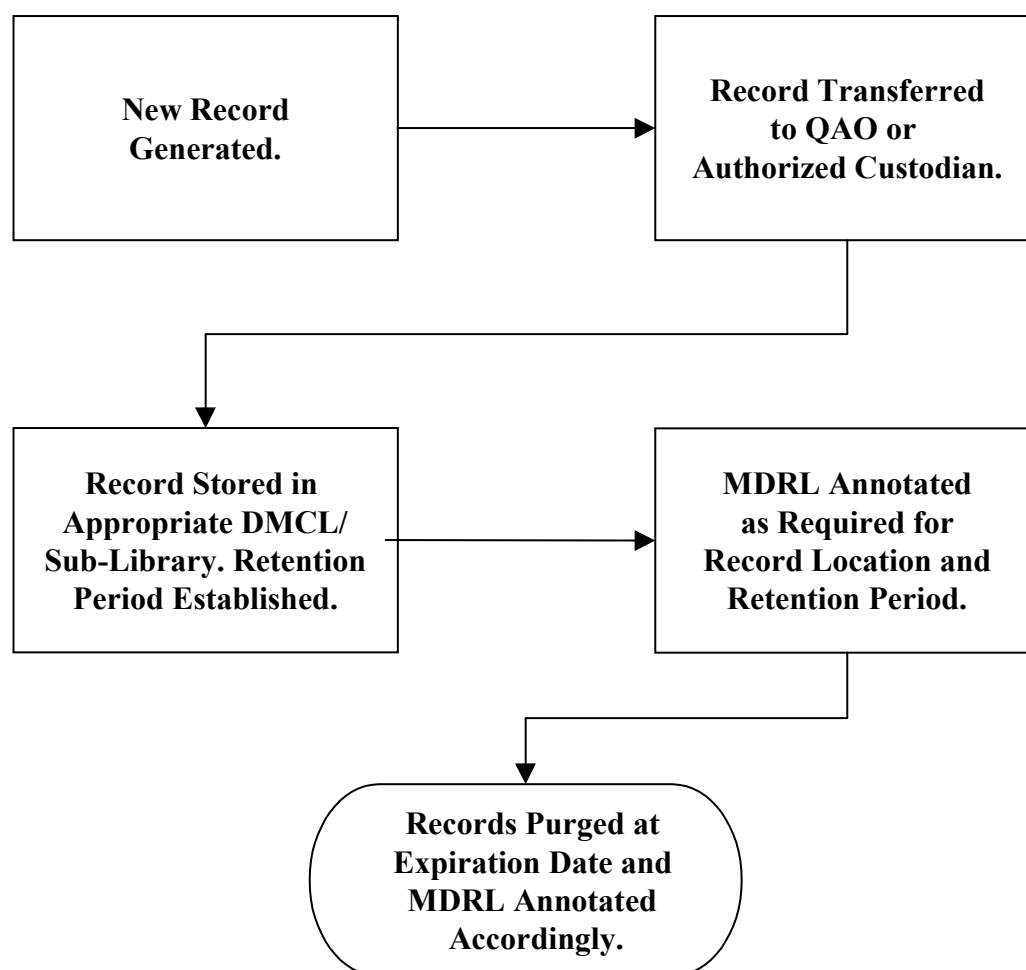 New Record
Generated.
Record Transferred
to QAO or
Authorized Custodian.
Record Stored in
Appropriate DMCL/
Sub-Library. Retention
Period Established.
MDRL Annotated
as Required for
Record Location and
Retention Period.
Records Purged at
Expiration Date and
MDRL Annotated
Accordingly.